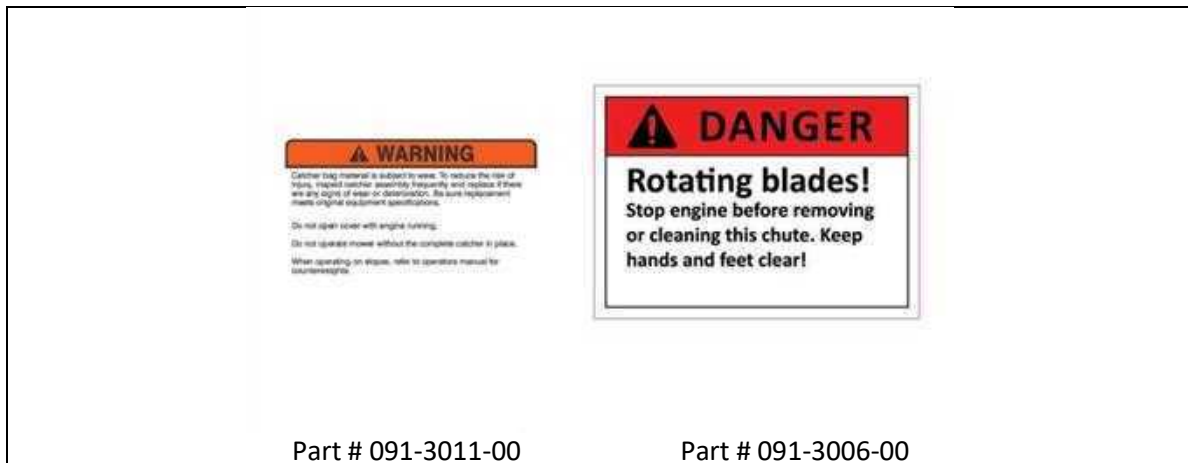 WARNING
Catcher bag material is subject to wear. To reduce the risk of
injury, inspect catcher assembly frequently and replace if there
are any signs of wear or deterioration. Be sure replacement
meets original equipment specifications.
Do not open cover with engine running.
Do not operate mower without the complete catcher in place.
When operating on slopes, refer to operators manual for
counterweights.
DANGER
Rotating blades!
Stop engine before removing
or cleaning this chute. Keep
hands and feet clear!
Part # 091-3011-00
Part # 091-3006-00